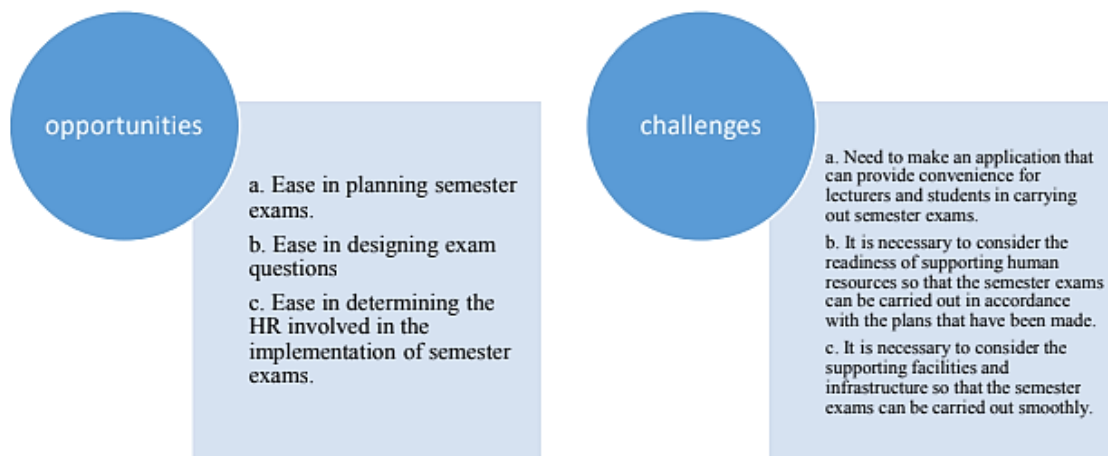 opportunities
a. Ease in planning semester
exams.
b. Ease in designing exam
questions
c. Ease in determining the
HR involved in the
implementation of semester
exams.
challenges
a. Need to make an application that
can provide convenience for
lecturers and students in carrying
out semester exams.
b. It is necessary to consider the
readiness of supporting human
resources so that the semester exams
can be carried out in accordance
with the plans that have been made.
c. It is necessary to consider the
supporting facilities and
infrastructure so that the semester
exams can be carried out smoothly.